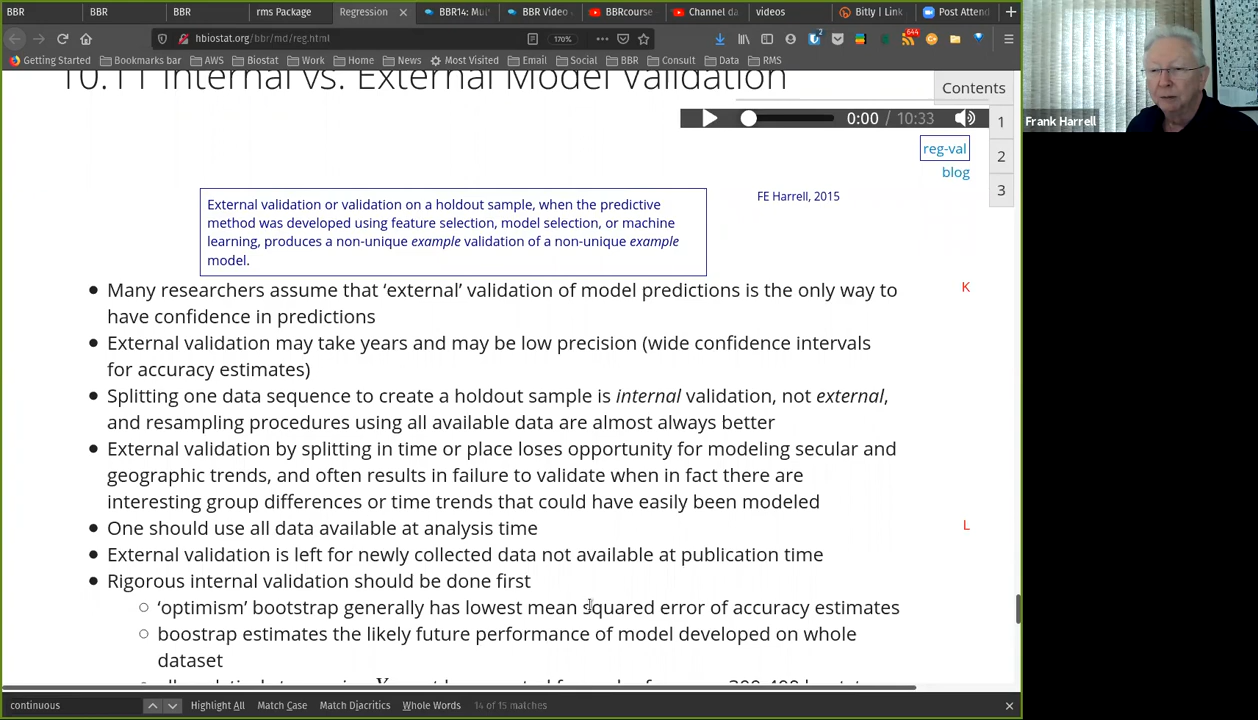 BBR BBR BBR rms Package Regression BBR14: Mul BBR Video BBRcourse Channel da videos Bitly | Link Post Attend
hbiostat.org/bbr/md/reg.html 170% 2 644
Getting Started Bookmarks bar AWS Biostat Work Home News Most Visited Email Social BBR Consult Data RMS
10.11 Internal vs. External Model Validation
Contents
0:00 / 10:33
1
Frank Harrell
reg-val
2
blog
3
External validation or validation on a holdout sample, when the predictive
method was developed using feature selection, model selection, or machine
learning, produces a non-unique example validation of a non-unique example
model.
FE Harrell, 2015
• Many researchers assume that ‘external’ validation of model predictions is the only way to
have confidence in predictions
K
• External validation may take years and may be low precision (wide confidence intervals
for accuracy estimates)
• Splitting one data sequence to create a holdout sample is internal validation, not external,
and resampling procedures using all available data are almost always better
• External validation by splitting in time or place loses opportunity for modeling secular and
geographic trends, and often results in failure to validate when in fact there are
interesting group differences or time trends that could have easily been modeled
• One should use all data available at analysis time
L
• External validation is left for newly collected data not available at publication time
• Rigorous internal validation should be done first
○ ‘optimism’ bootstrap generally has lowest mean squared error of accuracy estimates
○ boostrap estimates the likely future performance of model developed on whole
dataset
continuous Highlight All Match Case Match Diacritics Whole Words 14 of 15 matches